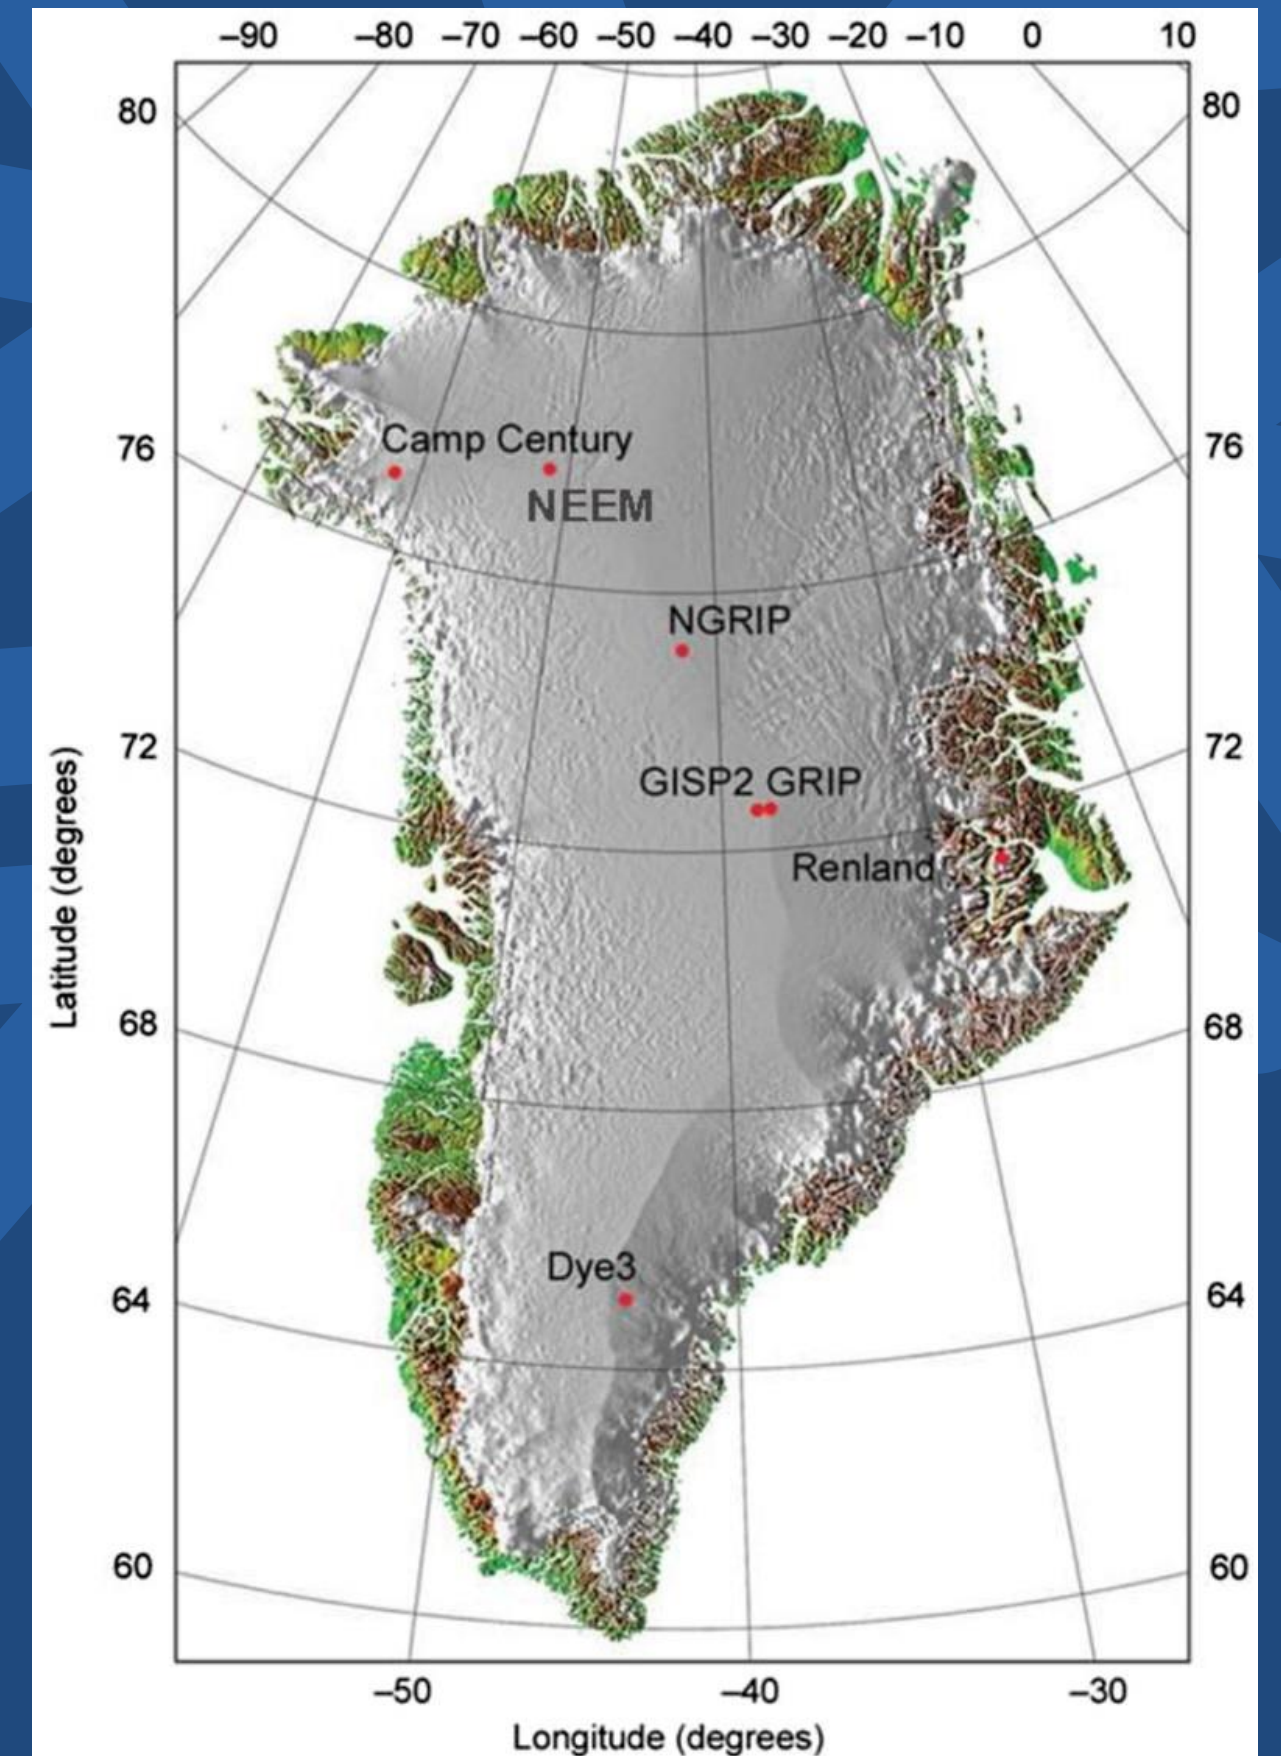 –90 –80 –70 –60 –50 –40 –30 –20 –10 0 10
80 80
Camp Century
76 76
NEEM
NGRIP
72 72
GISP2 GRIP
Renland
Latitude (degrees)
68 68
Dye3
64 64
60 60
–50 –40 –30
Longitude (degrees)